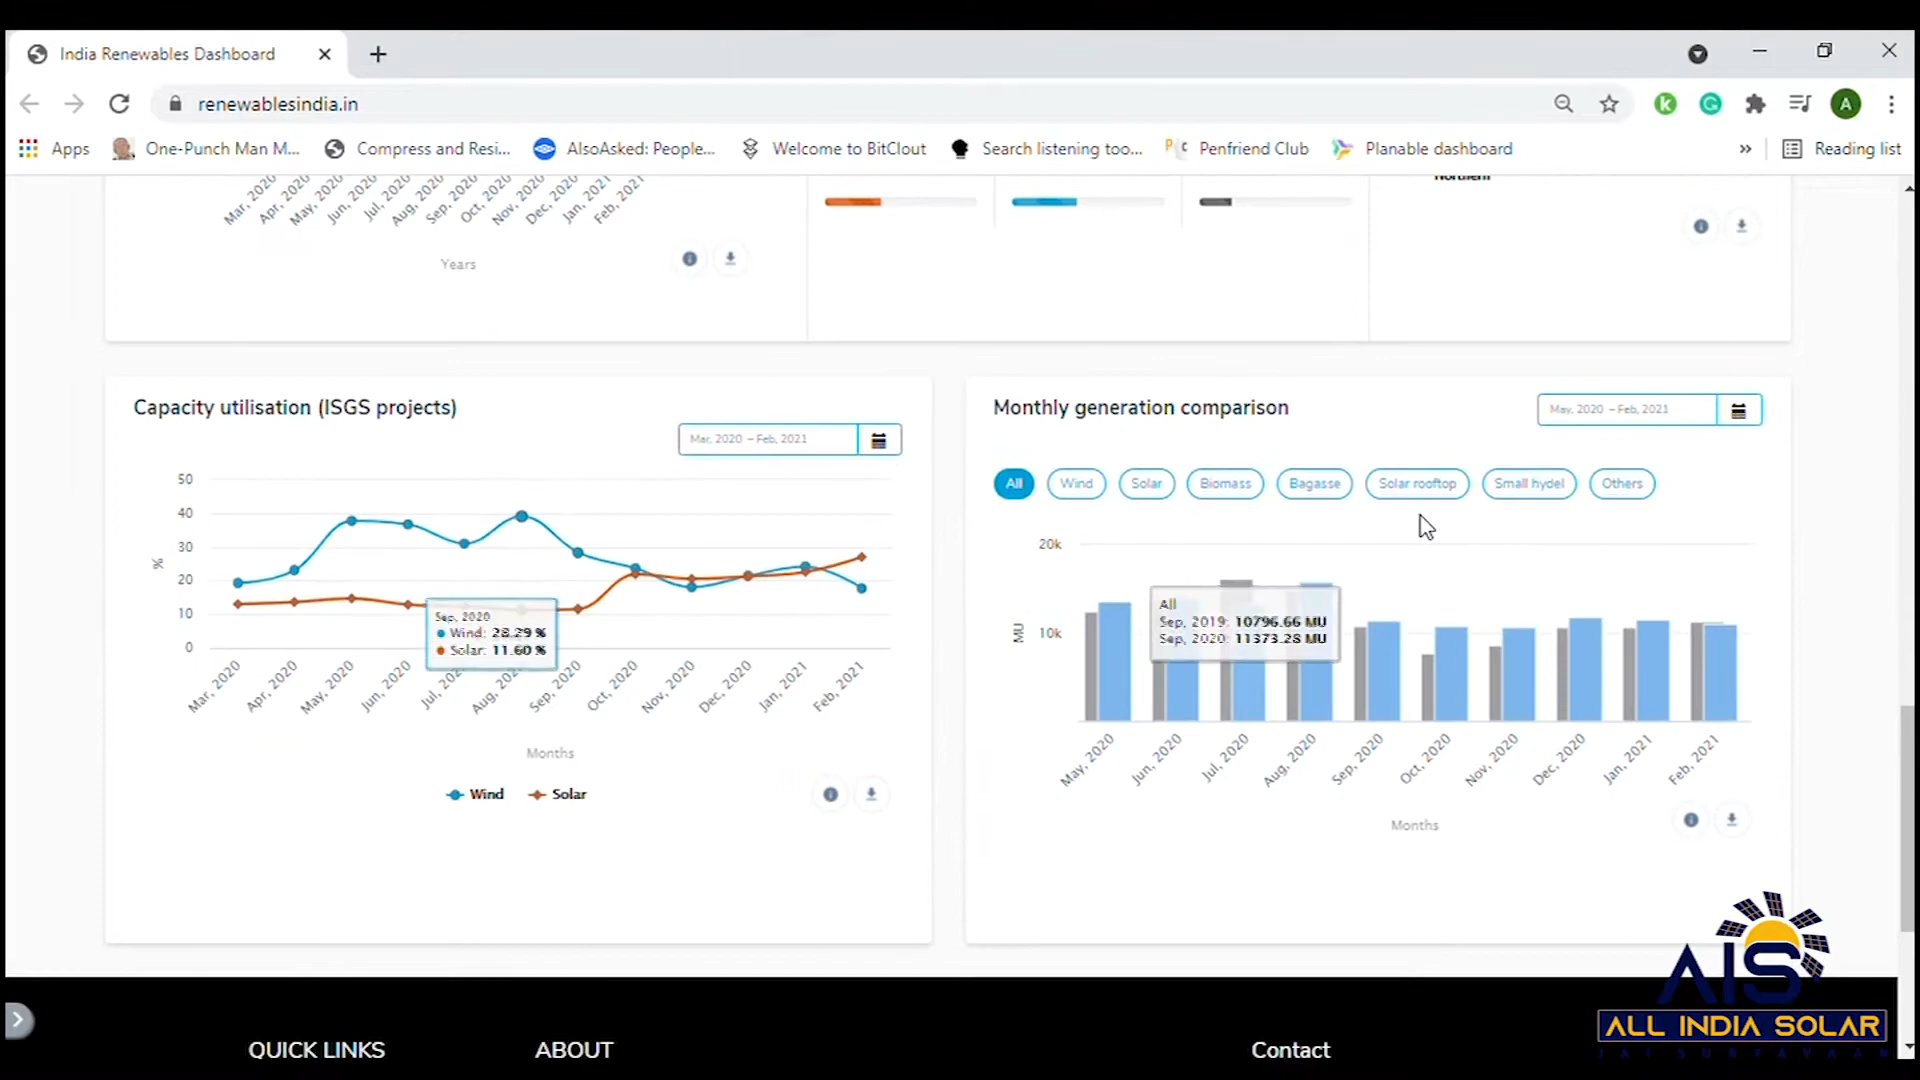 India Renewables Dashboard
renewablesindia.in
A
Apps
One-Punch Man M...
Compress and Resi...
AlsoAsked: People...
Welcome to BitClout
Search listening too...
Penfriend Club
Planable dashboard
»
Reading list
Mar, 2020
Apr, 2020
May, 2020
Jun, 2020
Jul, 2020
Aug, 2020
Sep, 2020
Oct, 2020
Nov, 2020
Dec, 2020
Jan, 2021
Feb, 2021
Years
Northern
Capacity utilisation (ISGS projects)
Mar, 2020 – Feb, 2021
50
40
30
20
10
0
%
Sep, 2020
Wind: 28.29 %
Solar: 11.60 %
Mar, 2020
Apr, 2020
May, 2020
Jun, 2020
Jul, 20
Aug, 20
Sep, 2020
Oct, 2020
Nov, 2020
Dec, 2020
Jan, 2021
Feb, 2021
Months
Wind
Solar
Monthly generation comparison
May, 2020 – Feb, 2021
All
Wind
Solar
Biomass
Bagasse
Solar rooftop
Small hydel
Others
20k
10k
MU
All
Sep, 2019: 10796.66 MU
Sep, 2020: 11373.28 MU
May, 2020
Jun, 2020
Jul, 2020
Aug, 2020
Sep, 2020
Oct, 2020
Nov, 2020
Dec, 2020
Jan, 2021
Feb, 2021
Months
AIS
ALL INDIA SOLAR
QUICK LINKS
ABOUT
Contact